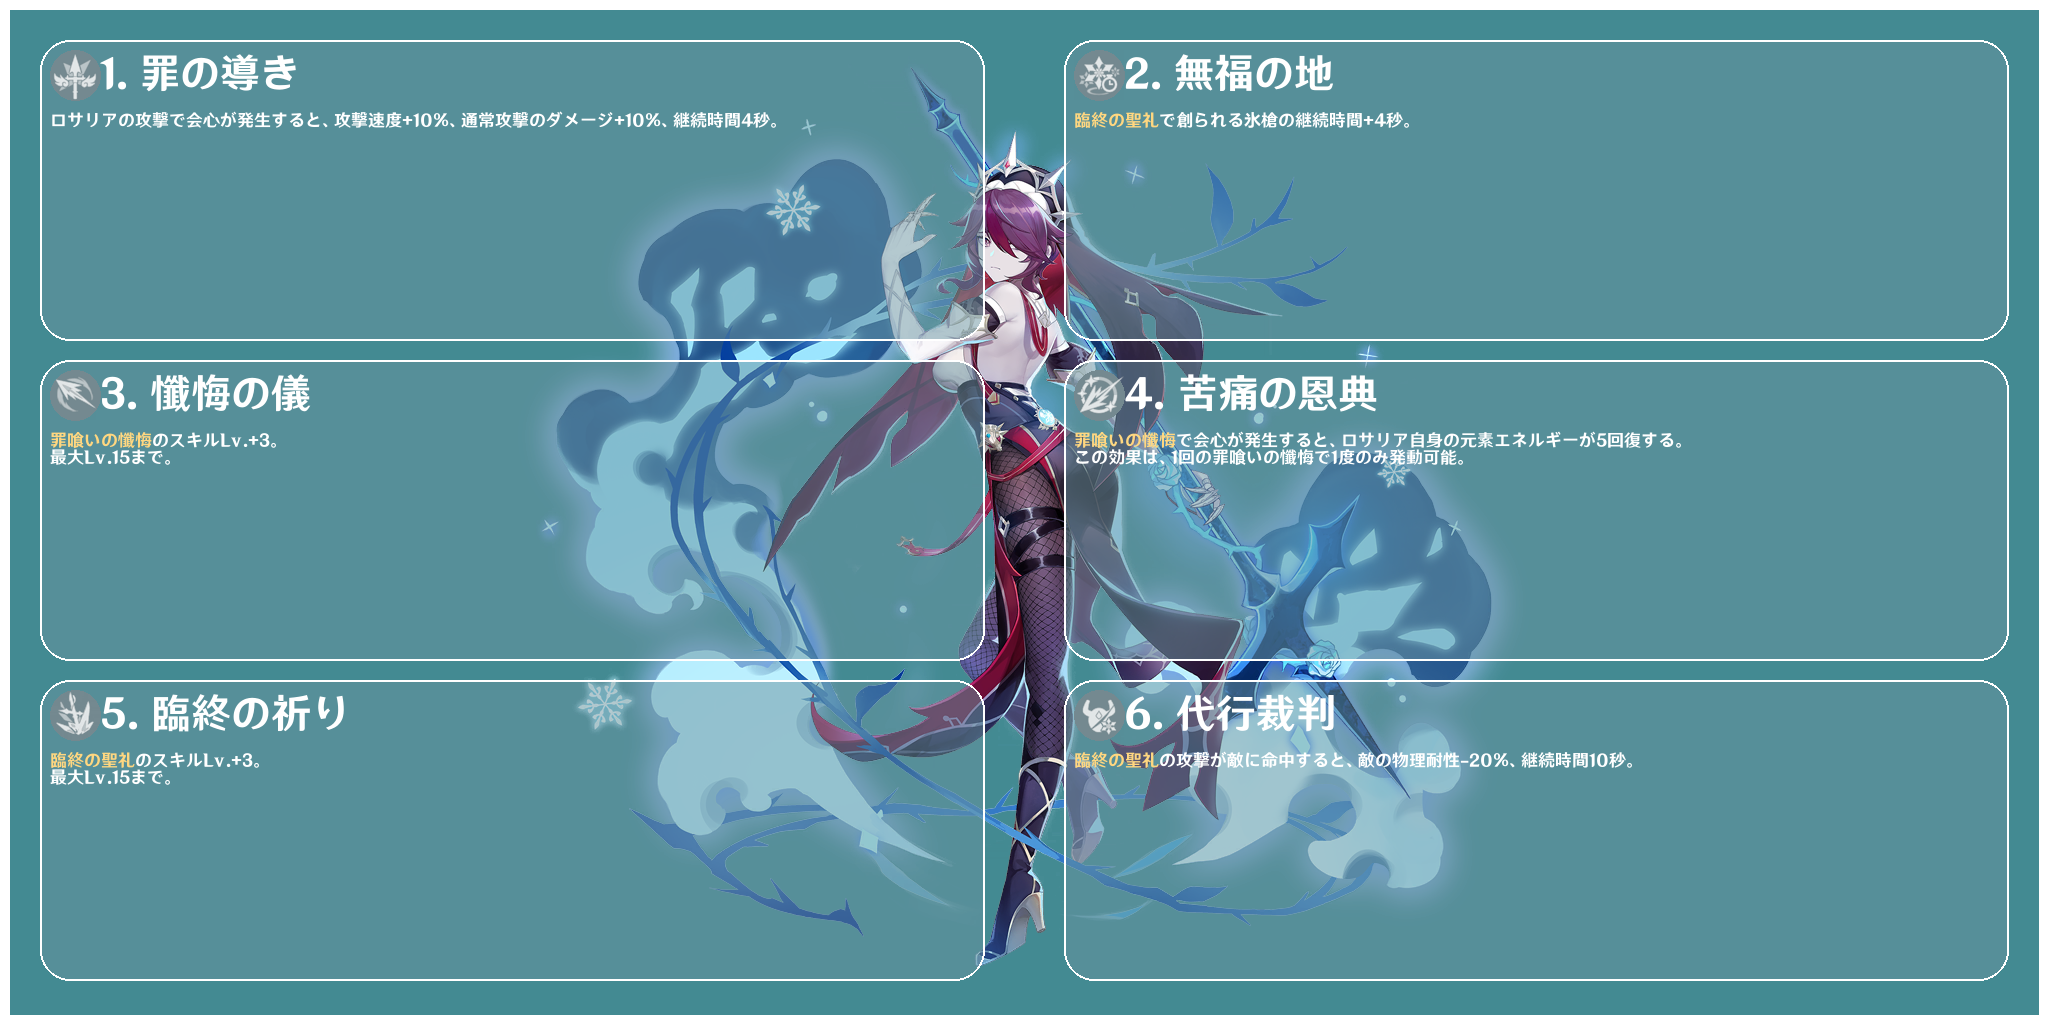 1. 罪の導き
ロサリアの攻撃で会心が発生すると、攻撃速度+10%、通常攻撃のダメージ+10%、継続時間4秒。
2. 無福の地
臨終の聖礼で創られる氷槍の継続時間+4秒。
3. 懺悔の儀
罪喰いの懺悔のスキルLv.+3。
最大Lv.15まで。
4. 苦痛の恩典
罪喰いの懺悔で会心が発生すると、ロサリア自身の元素エネルギーが5回復する。
この効果は、1回の罪喰いの懺悔で1度のみ発動可能。
5. 臨終の祈り
臨終の聖礼のスキルLv.+3。
最大Lv.15まで。
6. 代行裁判
臨終の聖礼の攻撃が敵に命中すると、敵の物理耐性-20%、継続時間10秒。